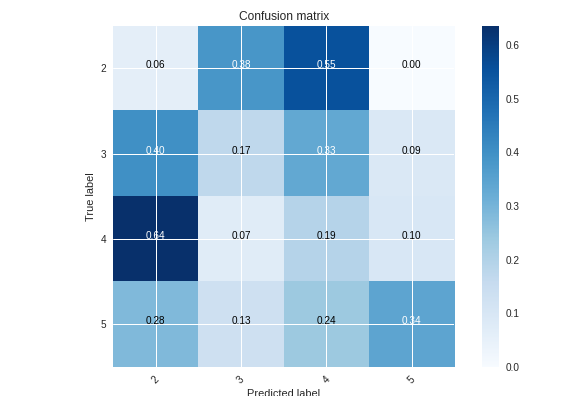 Confusion matrix
True label
2 0.06 0.38 0.55 0.00
3 0.40 0.17 0.33 0.09
4 0.64 0.07 0.19 0.10
5 0.28 0.13 0.24 0.34
2 3 4 5
Predicted label
0.6
0.5
0.4
0.3
0.2
0.1
0.0